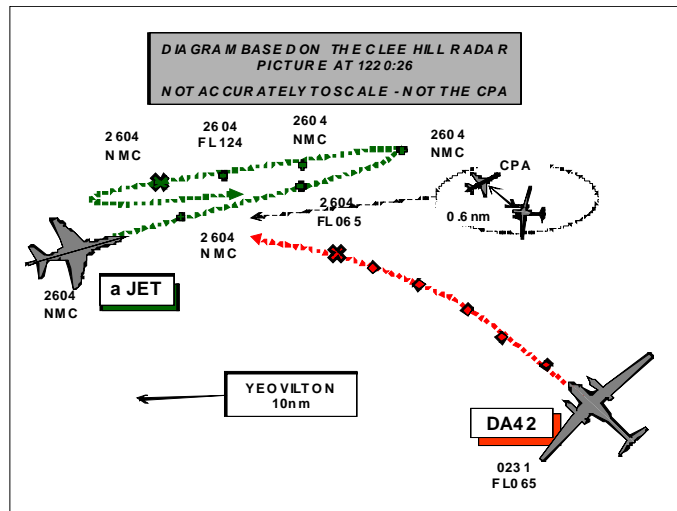 DIAGRAM BASED ON THE CLEE HILL RADAR
PICTURE AT 1220:26
NOT ACCURATELY TO SCALE - NOT THE CPA
2604
NMC
2604
FL124
2604
NMC
2604
NMC
CPA
0.6 nm
2604
FL065
2604
NMC
2604
NMC
a JET
YEOVILTON
10nm
DA42
0231
FL065